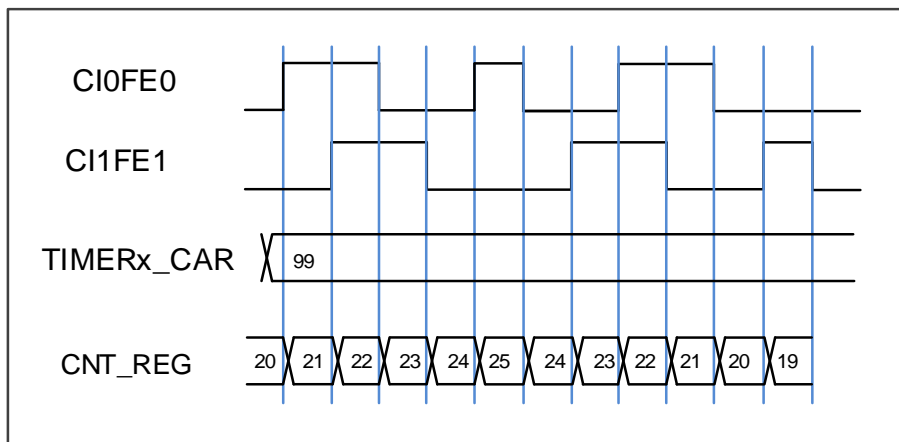 CI0FE0
CI1FE1
TIMERx_CAR 99
CNT_REG 20 21 22 23 24 25 24 23 22 21 20 19